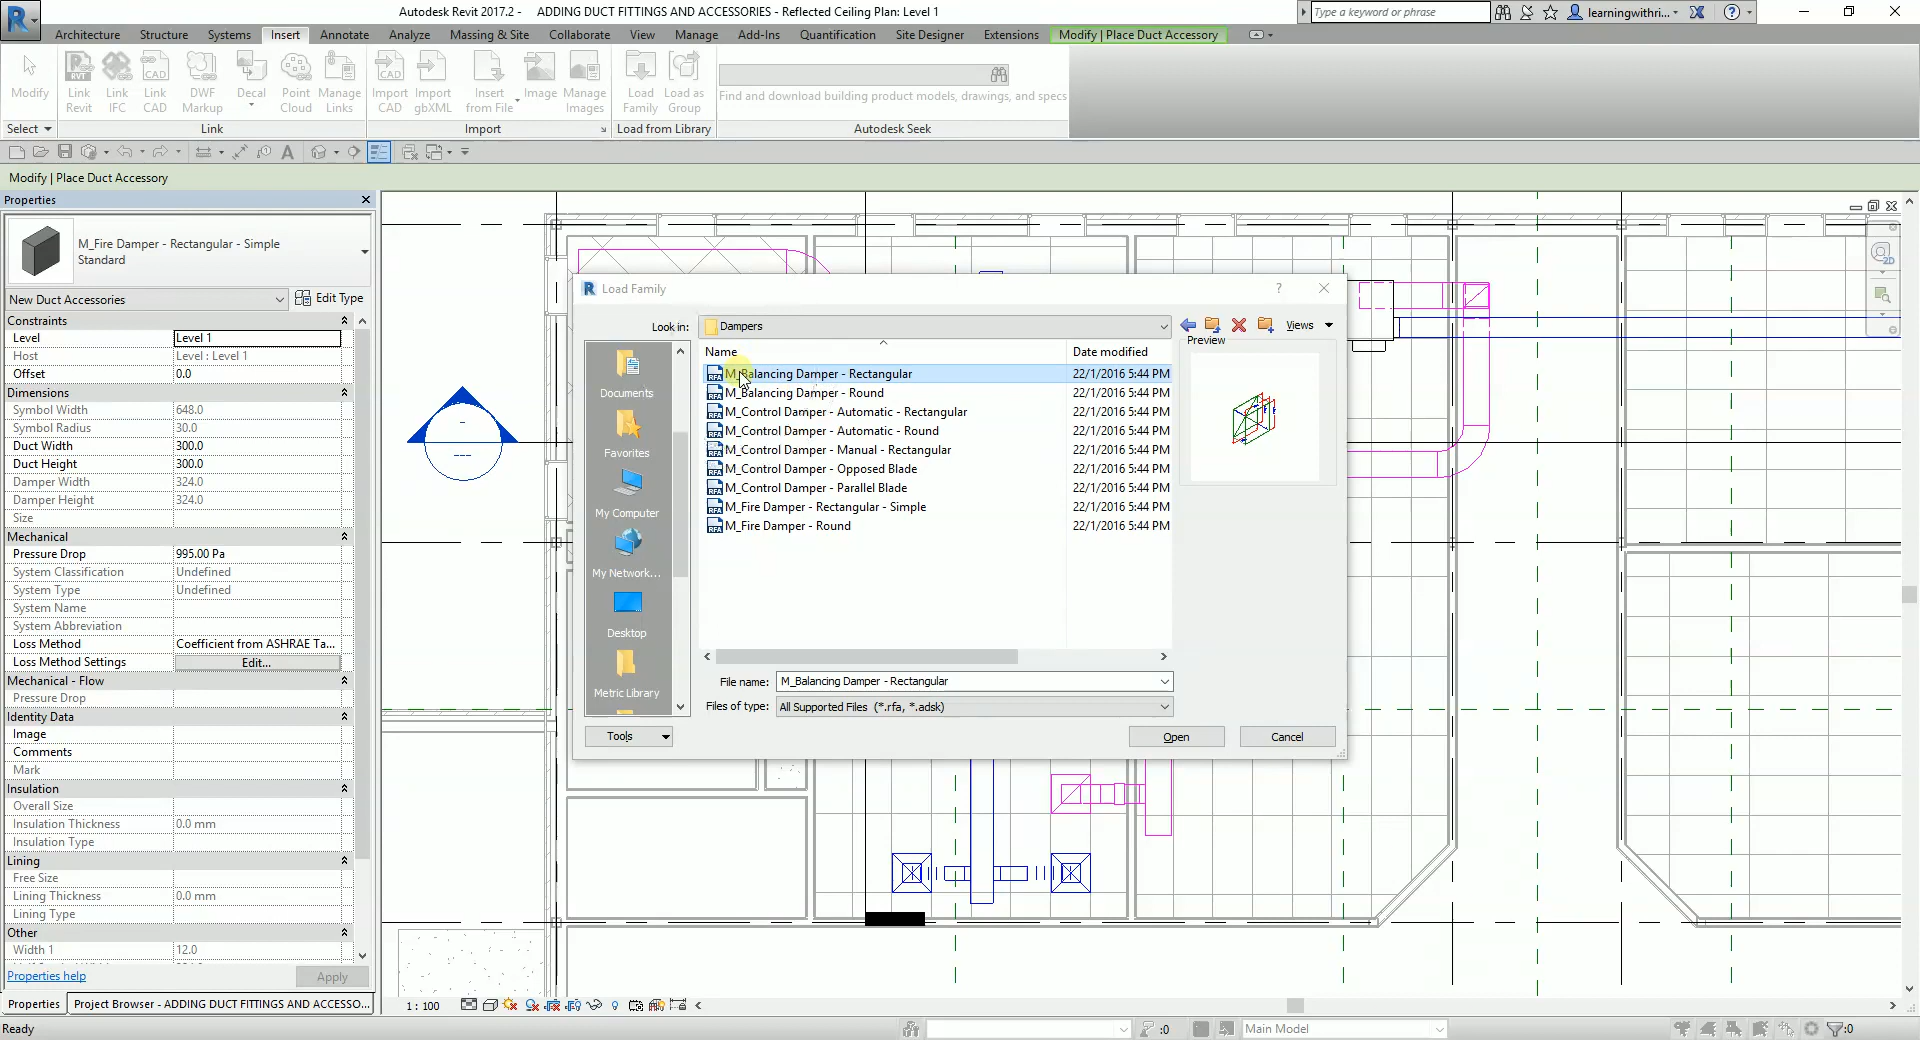 Autodesk Revit 2017.2 - ADDING DUCT FITTINGS AND ACCESSORIES - Reflected Ceiling Plan: Level 1
Type a keyword or phrase
learningwithri...
Architecture Structure Systems Insert Annotate Analyze Massing & Site Collaborate View Manage Add-Ins Quantification Site Designer Extensions Modify | Place Duct Accessory
Modify
Link Revit
Link IFC
Link CAD
DWF Markup
Decal
Point Cloud
Manage Links
Import CAD
Import gbXML
Insert from File
Image
Manage Images
Load Family
Load as Group
Find and download building product models, drawings, and specs
Select
Link
Import
Load from Library
Autodesk Seek
Modify | Place Duct Accessory
Properties
M_Fire Damper - Rectangular - Simple
Standard
New Duct Accessories
Edit Type
Constraints
Level Level 1
Host Level : Level 1
Offset 0.0
Dimensions
Symbol Width 648.0
Symbol Radius 30.0
Duct Width 300.0
Duct Height 300.0
Damper Width 324.0
Damper Height 324.0
Size
Mechanical
Pressure Drop 995.00 Pa
System Classification Undefined
System Type Undefined
System Name
System Abbreviation
Loss Method Coefficient from ASHRAE Ta...
Loss Method Settings Edit...
Mechanical - Flow
Pressure Drop
Identity Data
Image
Comments
Mark
Insulation
Overall Size
Insulation Thickness 0.0 mm
Insulation Type
Lining
Free Size
Lining Thickness 0.0 mm
Lining Type
Other
Width 1 12.0
Properties help
Apply
Properties
Project Browser - ADDING DUCT FITTINGS AND ACCESSO...
Load Family
Look in: Dampers
Views
Preview
Documents
Favorites
My Computer
My Network...
Desktop
Metric Library
Name Date modified
M_Balancing Damper - Rectangular 22/1/2016 5:44 PM
M_Balancing Damper - Round 22/1/2016 5:44 PM
M_Control Damper - Automatic - Rectangular 22/1/2016 5:44 PM
M_Control Damper - Automatic - Round 22/1/2016 5:44 PM
M_Control Damper - Manual - Rectangular 22/1/2016 5:44 PM
M_Control Damper - Opposed Blade 22/1/2016 5:44 PM
M_Control Damper - Parallel Blade 22/1/2016 5:44 PM
M_Fire Damper - Rectangular - Simple 22/1/2016 5:44 PM
M_Fire Damper - Round 22/1/2016 5:44 PM
File name: M_Balancing Damper - Rectangular
Files of type: All Supported Files (*.rfa, *.adsk)
Tools
Open
Cancel
1 : 100
Ready
:0
Main Model
:0